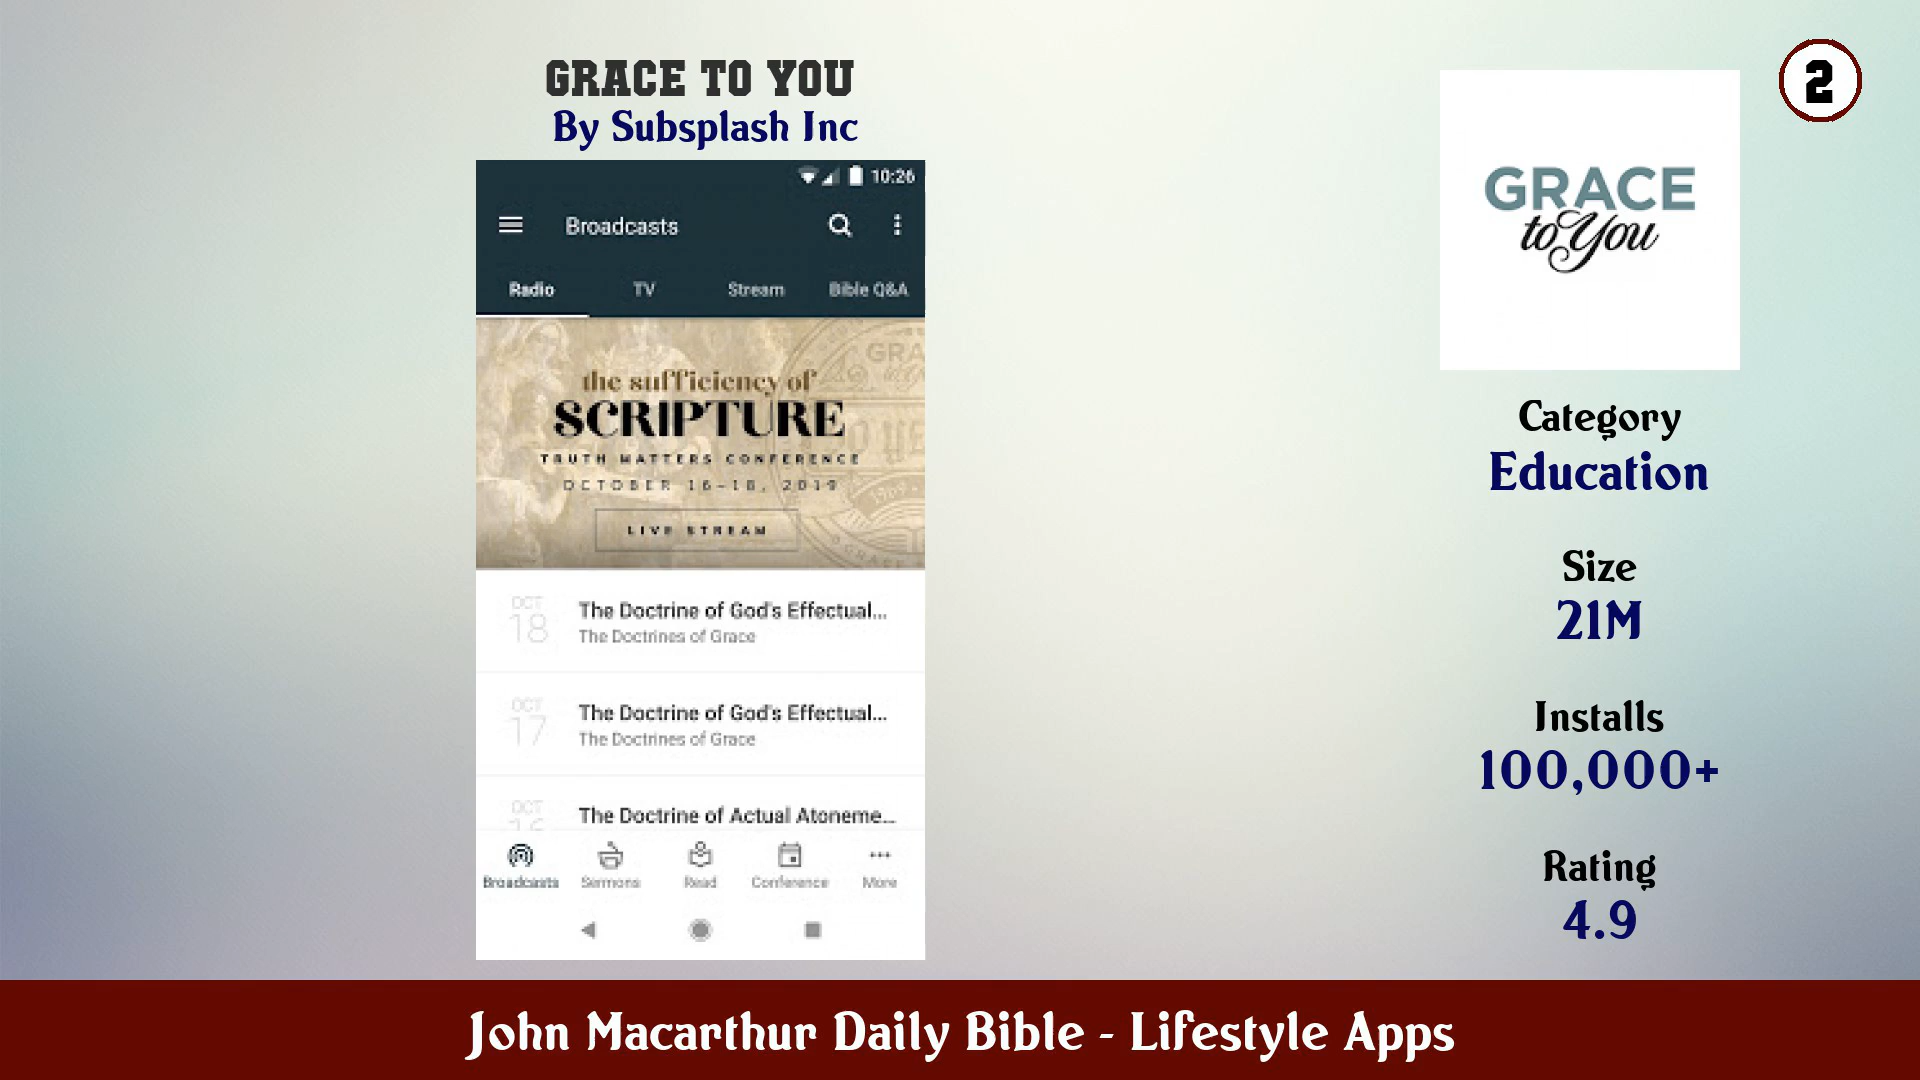 GRACE TO YOU
By Subsplash Inc
2
10:26
Broadcasts
Radio TV Stream Bible Q&A
the sufficiency of
SCRIPTURE
TRUTH MATTERS CONFERENCE
OCTOBER 16-18, 2019
LIVE STREAM
OCT
18
The Doctrine of God's Effectual...
The Doctrines of Grace
OCT
17
The Doctrine of God's Effectual...
The Doctrines of Grace
OCT
16
The Doctrine of Actual Atoneme...
Broadcasts Sermons Read Conference More
GRACE
to You
Category
Education
Size
21M
Installs
100,000+
Rating
4.9
John Macarthur Daily Bible - Lifestyle Apps